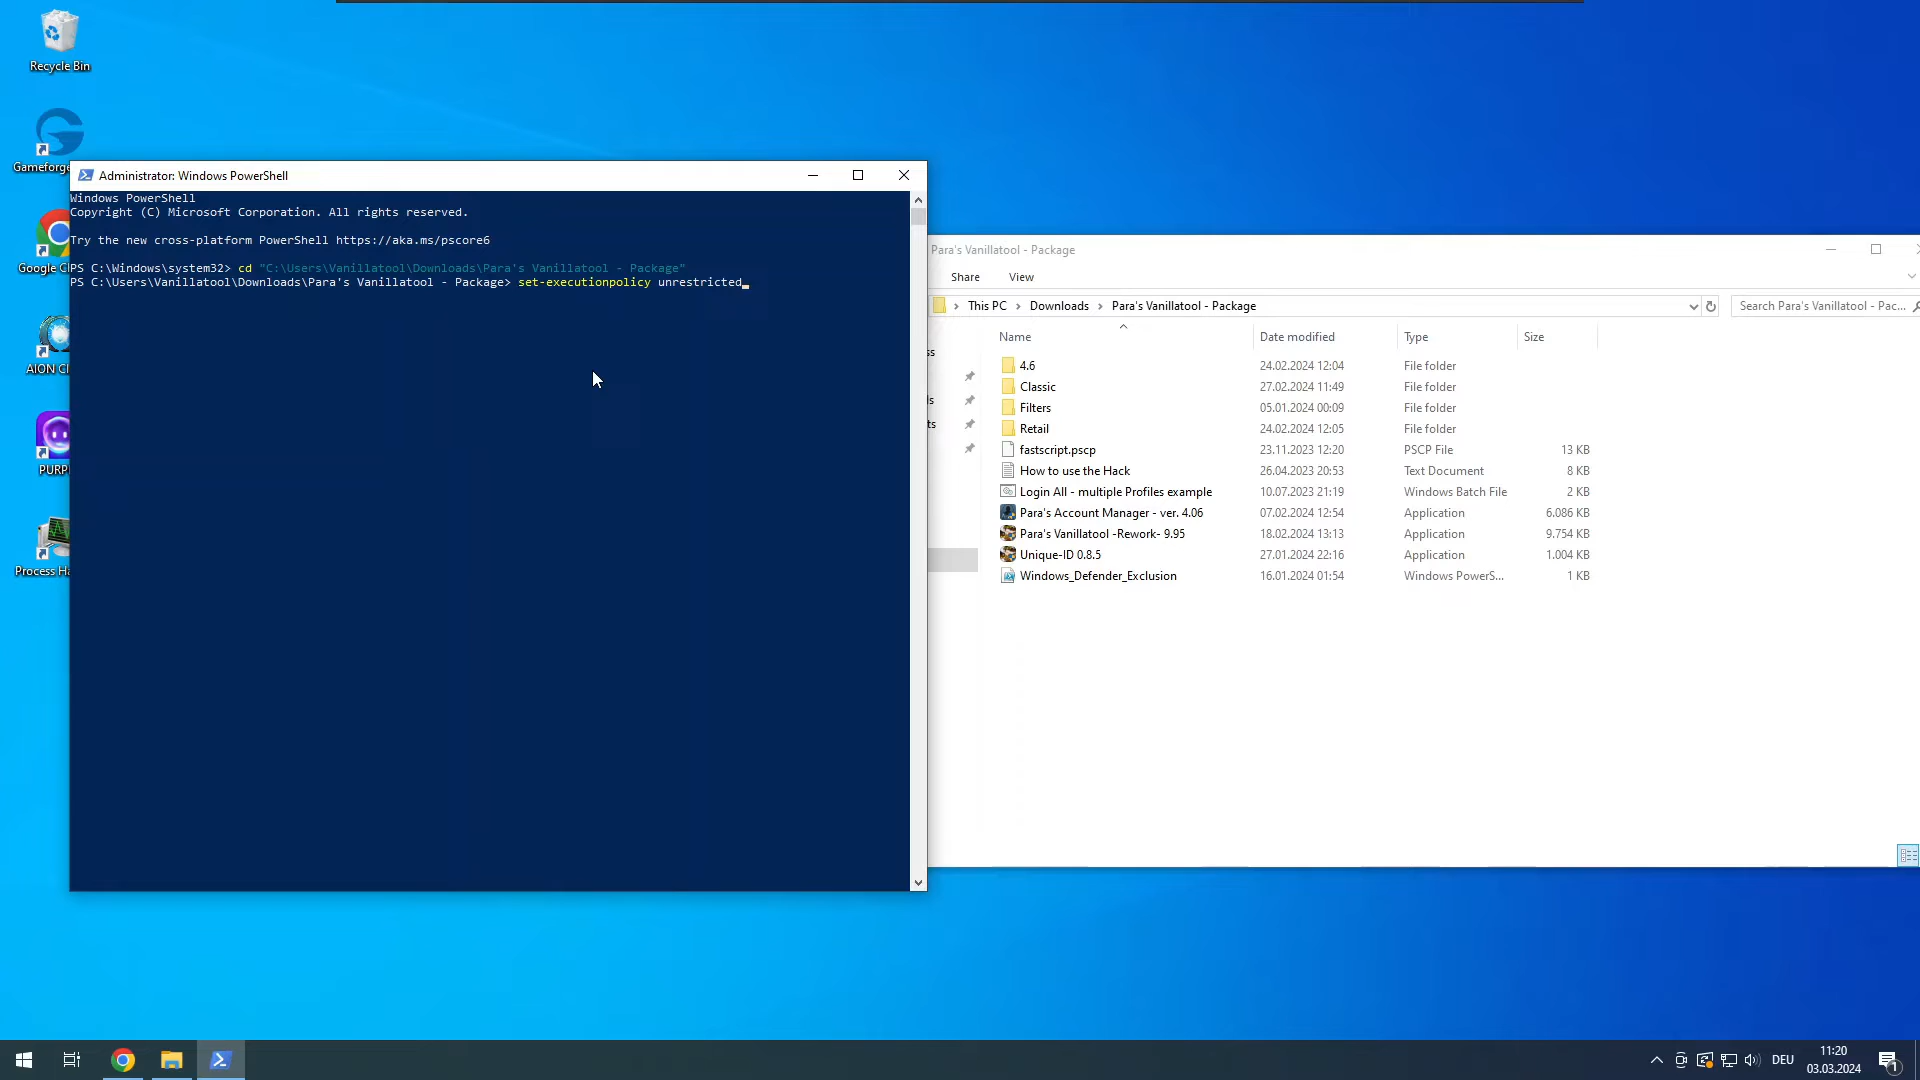 Recycle Bin
Gameforge
Google Cl
AION Cl
PURP
Process Ha
Administrator: Windows PowerShell
Windows PowerShell
Copyright (C) Microsoft Corporation. All rights reserved.
Try the new cross-platform PowerShell https://aka.ms/pscore6
PS C:\Windows\system32> cd "C:\Users\Vanillatool\Downloads\Para's Vanillatool - Package"
PS C:\Users\Vanillatool\Downloads\Para's Vanillatool - Package> set-executionpolicy unrestricted
Para's Vanillatool - Package
Share View
This PC > Downloads > Para's Vanillatool - Package
Search Para's Vanillatool - Pac...
ss
ls
ts
Name Date modified Type Size
4.6 24.02.2024 12:04 File folder
Classic 27.02.2024 11:49 File folder
Filters 05.01.2024 00:09 File folder
Retail 24.02.2024 12:05 File folder
fastscript.pscp 23.11.2023 12:20 PSCP File 13 KB
How to use the Hack 26.04.2023 20:53 Text Document 8 KB
Login All - multiple Profiles example 10.07.2023 21:19 Windows Batch File 2 KB
Para's Account Manager - ver. 4.06 07.02.2024 12:54 Application 6.086 KB
Para's Vanillatool -Rework- 9.95 18.02.2024 13:13 Application 9.754 KB
Unique-ID 0.8.5 27.01.2024 22:16 Application 1.004 KB
Windows_Defender_Exclusion 16.01.2024 01:54 Windows PowerS... 1 KB
DEU
11:20
03.03.2024
1